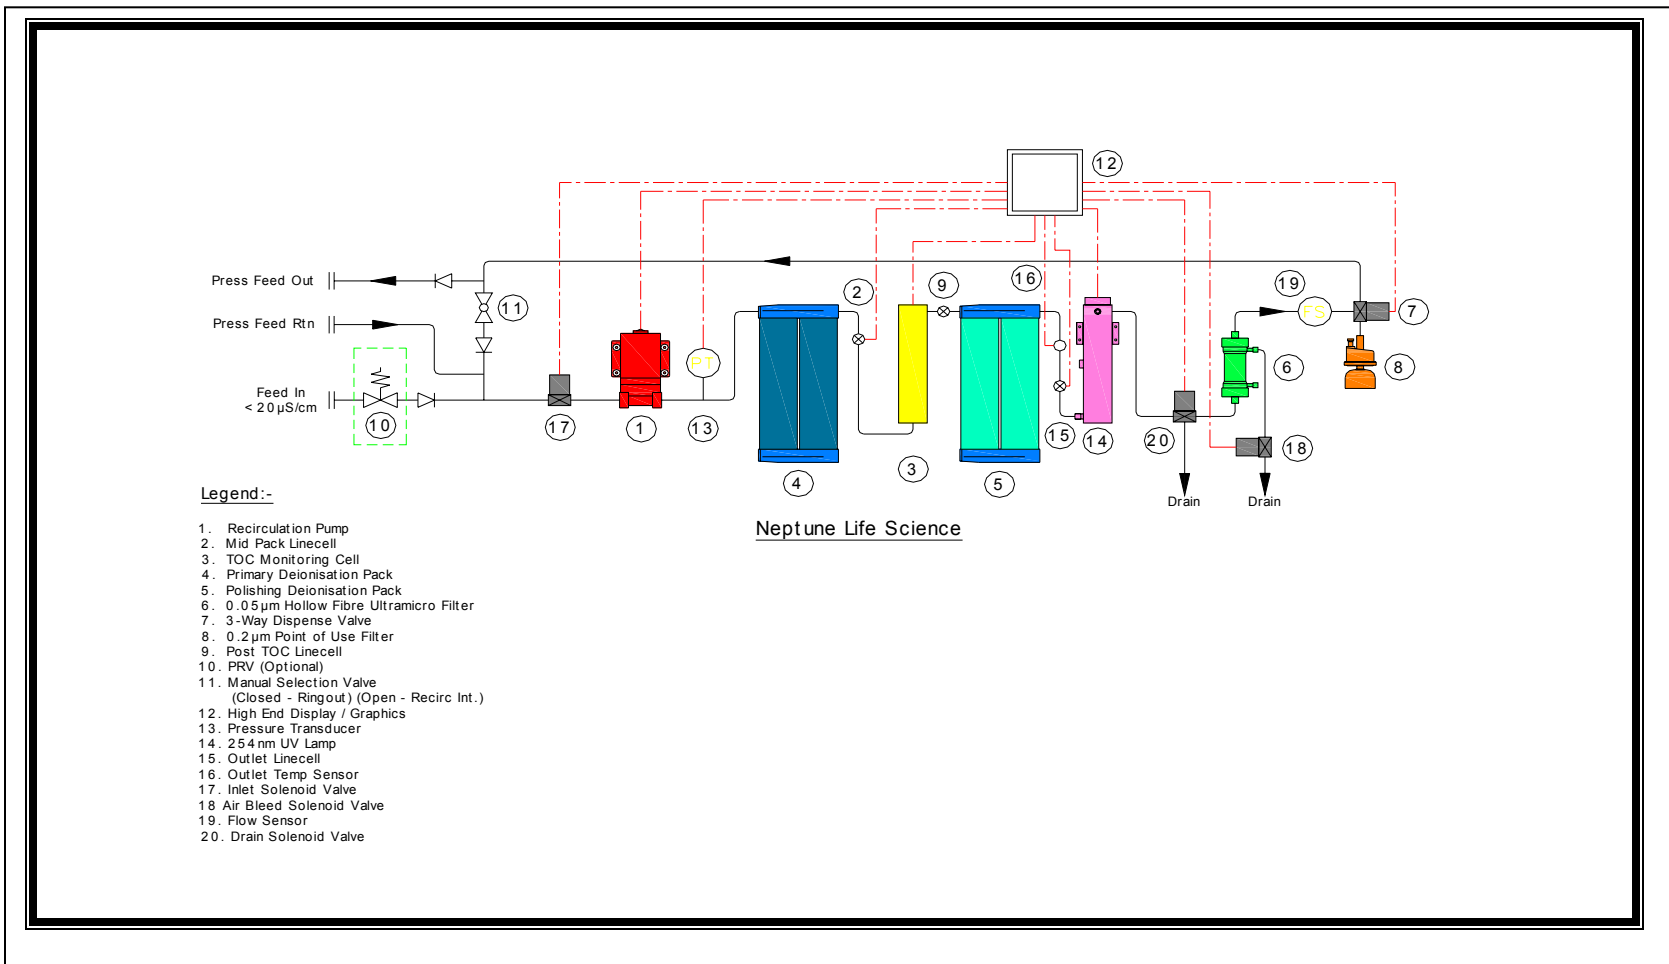 12
Press Feed Out
2
9
16
19
11
Press Feed Rtn
FS
7
PT
Feed In
< 20µS/cm
6
8
10
17
1
13
15
14
20
18
3
4
5
Drain
Drain
Legend:-
Neptune Life Science
1. Recirculation Pump
2. Mid Pack Linecell
3. TOC Monitoring Cell
4. Primary Deionisation Pack
5. Polishing Deionisation Pack
6. 0.05µm Hollow Fibre Ultramicro Filter
7. 3-Way Dispense Valve
8. 0.2µm Point of Use Filter
9. Post TOC Linecell
10. PRV (Optional)
11. Manual Selection Valve
(Closed - Ringout) (Open - Recirc Int.)
12. High End Display / Graphics
13. Pressure Transducer
14. 254nm UV Lamp
15. Outlet Linecell
16. Outlet Temp Sensor
17. Inlet Solenoid Valve
18 Air Bleed Solenoid Valve
19. Flow Sensor
20. Drain Solenoid Valve